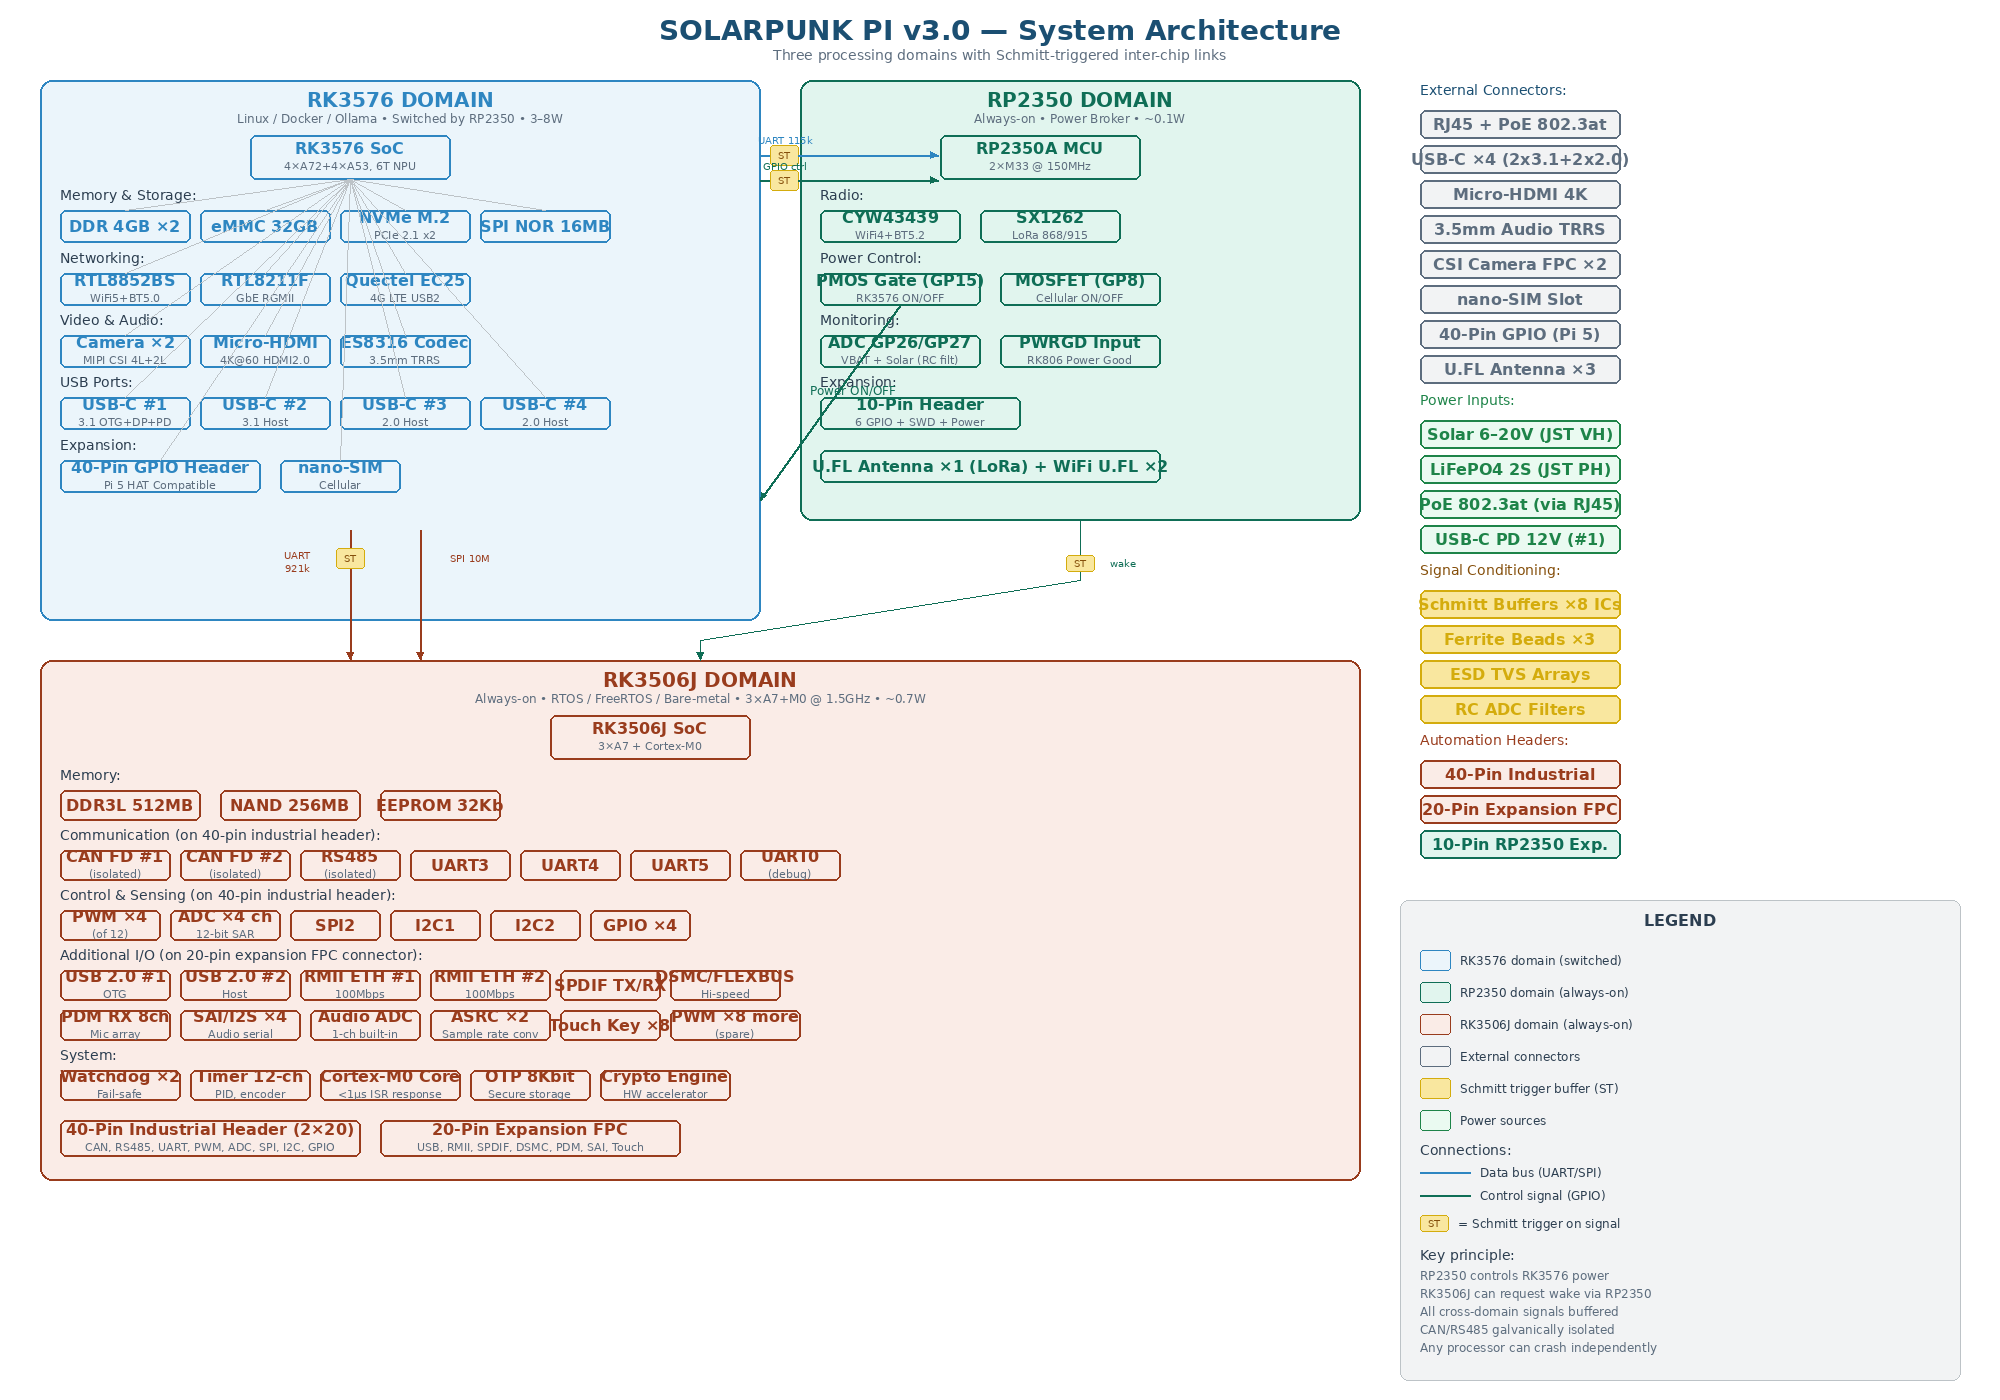 SOLARPUNK PI v3.0 — System Architecture
Three processing domains with Schmitt-triggered inter-chip links
RK3576 DOMAIN
Linux / Docker / Ollama • Switched by RP2350 • 3–8W
RK3576 SoC
4×A72+4×A53, 6T NPU
Memory & Storage:
DDR 4GB ×2
eMMC 32GB
NVMe M.2
PCIe 2.1 x2
SPI NOR 16MB
Networking:
RTL8852BS
WiFi5+BT5.0
RTL8211F
GbE RGMII
Quectel EC25
4G LTE USB2
Video & Audio:
Camera ×2
MIPI CSI 4L+2L
Micro-HDMI
4K@60 HDMI2.0
ES8316 Codec
3.5mm TRRS
USB Ports:
USB-C #1
3.1 OTG+DP+PD
USB-C #2
3.1 Host
USB-C #3
2.0 Host
USB-C #4
2.0 Host
Expansion:
40-Pin GPIO Header
Pi 5 HAT Compatible
nano-SIM
Cellular
UART
921k
ST
SPI 10M
UART 115k
ST
GPIO ctrl
ST
RP2350 DOMAIN
Always-on • Power Broker • ~0.1W
RP2350A MCU
2×M33 @ 150MHz
Radio:
CYW43439
WiFi4+BT5.2
SX1262
LoRa 868/915
Power Control:
PMOS Gate (GP15)
RK3576 ON/OFF
MOSFET (GP8)
Cellular ON/OFF
Monitoring:
ADC GP26/GP27
VBAT + Solar (RC filt)
PWRGD Input
RK806 Power Good
Expansion:
Power ON/OFF
10-Pin Header
6 GPIO + SWD + Power
U.FL Antenna ×1 (LoRa) + WiFi U.FL ×2
ST
wake
RK3506J DOMAIN
Always-on • RTOS / FreeRTOS / Bare-metal • 3×A7+M0 @ 1.5GHz • ~0.7W
RK3506J SoC
3×A7 + Cortex-M0
Memory:
DDR3L 512MB
NAND 256MB
EEPROM 32Kb
Communication (on 40-pin industrial header):
CAN FD #1
(isolated)
CAN FD #2
(isolated)
RS485
(isolated)
UART3
UART4
UART5
UART0
(debug)
Control & Sensing (on 40-pin industrial header):
PWM ×4
(of 12)
ADC ×4 ch
12-bit SAR
SPI2
I2C1
I2C2
GPIO ×4
Additional I/O (on 20-pin expansion FPC connector):
USB 2.0 #1
OTG
USB 2.0 #2
Host
RMII ETH #1
100Mbps
RMII ETH #2
100Mbps
SPDIF TX/RX
DSMC/FLEXBUS
Hi-speed
PDM RX 8ch
Mic array
SAI/I2S ×4
Audio serial
Audio ADC
1-ch built-in
ASRC ×2
Sample rate conv
Touch Key ×8
PWM ×8 more
(spare)
System:
Watchdog ×2
Fail-safe
Timer 12-ch
PID, encoder
Cortex-M0 Core
<1μs ISR response
OTP 8Kbit
Secure storage
Crypto Engine
HW accelerator
40-Pin Industrial Header (2×20)
CAN, RS485, UART, PWM, ADC, SPI, I2C, GPIO
20-Pin Expansion FPC
USB, RMII, SPDIF, DSMC, PDM, SAI, Touch
External Connectors:
RJ45 + PoE 802.3at
USB-C ×4 (2x3.1+2x2.0)
Micro-HDMI 4K
3.5mm Audio TRRS
CSI Camera FPC ×2
nano-SIM Slot
40-Pin GPIO (Pi 5)
U.FL Antenna ×3
Power Inputs:
Solar 6–20V (JST VH)
LiFePO4 2S (JST PH)
PoE 802.3at (via RJ45)
USB-C PD 12V (#1)
Signal Conditioning:
Schmitt Buffers ×8 ICs
Ferrite Beads ×3
ESD TVS Arrays
RC ADC Filters
Automation Headers:
40-Pin Industrial
20-Pin Expansion FPC
10-Pin RP2350 Exp.
LEGEND
RK3576 domain (switched)
RP2350 domain (always-on)
RK3506J domain (always-on)
External connectors
Schmitt trigger buffer (ST)
Power sources
Connections:
Data bus (UART/SPI)
Control signal (GPIO)
ST = Schmitt trigger on signal
Key principle:
RP2350 controls RK3576 power
RK3506J can request wake via RP2350
All cross-domain signals buffered
CAN/RS485 galvanically isolated
Any processor can crash independently